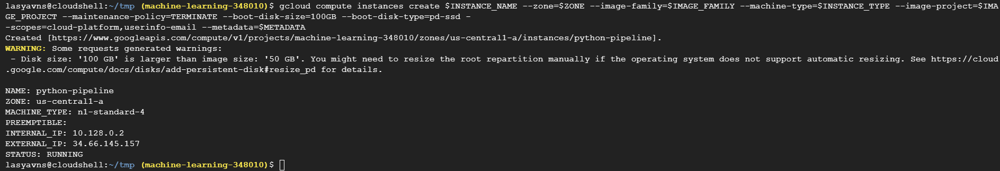 lasyavns@cloudshell:~/tmp (machine-learning-348010)$ gcloud compute instances create $INSTANCE_NAME --zone=$ZONE --image-family=$IMAGE_FAMILY --machine-type=$INSTANCE_TYPE --image-project=$IMA
GE_PROJECT --maintenance-policy=TERMINATE --boot-disk-size=100GB --boot-disk-type=pd-ssd -
-scopes=cloud-platform,userinfo-email --metadata=$METADATA
Created [https://www.googleapis.com/compute/v1/projects/machine-learning-348010/zones/us-central1-a/instances/python-pipeline].
WARNING: Some requests generated warnings:
 - Disk size: '100 GB' is larger than image size: '50 GB'. You might need to resize the root repartition manually if the operating system does not support automatic resizing. See https://cloud
.google.com/compute/docs/disks/add-persistent-disk#resize_pd for details.

NAME: python-pipeline
ZONE: us-central1-a
MACHINE_TYPE: n1-standard-4
PREEMPTIBLE:
INTERNAL_IP: 10.128.0.2
EXTERNAL_IP: 34.66.145.157
STATUS: RUNNING
lasyavns@cloudshell:~/tmp (machine-learning-348010)$